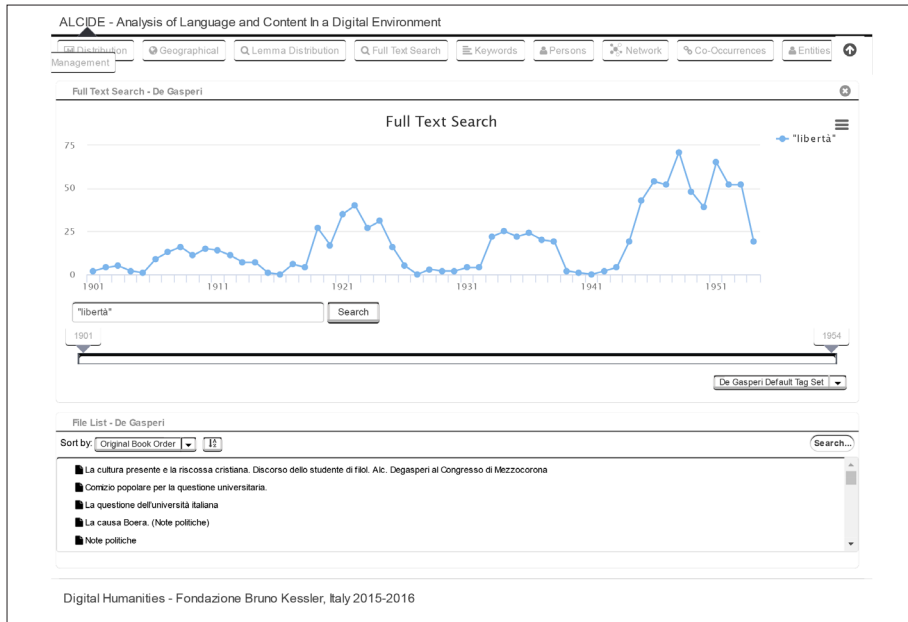 ALCIDE - Analysis of Language and Content In a Digital Environment
Distribution Geographical Lemma Distribution Full Text Search Keywords Persons Network Co-Occurrences Entities
Management
Full Text Search - De Gasperi
Full Text Search
"libertà"
75
50
25
0
1901 1911 1921 1931 1941 1951
"libertà" Search
1901 1954
De Gasperi Default Tag Set
File List - De Gasperi
Sort by: Original Book Order Search...
La cultura presente e la riscossa cristiana. Discorso dello studente di filol. Alc. Degasperi al Congresso di Mezzocorona
Comizio popolare per la questione universitaria.
La questione dell'università italiana
La causa Boera. (Note politiche)
Note politiche
Digital Humanities - Fondazione Bruno Kessler, Italy 2015-2016